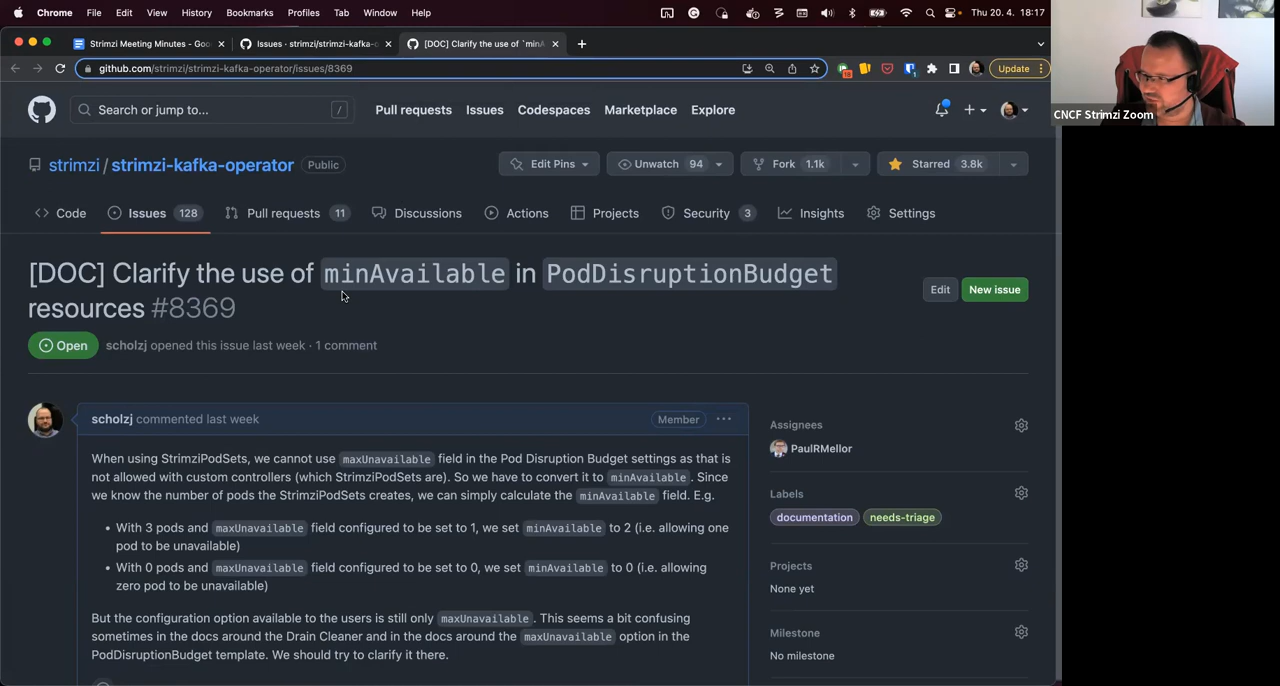 Chrome File Edit View History Bookmarks Profiles Tab Window Help Thu 20. 4. 18:17
Strimzi Meeting Minutes - Goo
Issues · strimzi/strimzi-kafka-o
[DOC] Clarify the use of `minA
github.com/strimzi/strimzi-kafka-operator/issues/8369
18
Update
CNCF Strimzi Zoom
Search or jump to... /
Pull requests Issues Codespaces Marketplace Explore
strimzi / strimzi-kafka-operator Public
Edit Pins Unwatch 94 Fork 1.1k Starred 3.8k
Code Issues 128 Pull requests 11 Discussions Actions Projects Security 3 Insights Settings
[DOC] Clarify the use of minAvailable in PodDisruptionBudget
resources #8369
Edit New issue
Open scholzj opened this issue last week · 1 comment
scholzj commented last week Member
When using StrimziPodSets, we cannot use maxUnavailable field in the Pod Disruption Budget settings as that is
not allowed with custom controllers (which StrimziPodSets are). So we have to convert it to minAvailable. Since
we know the number of pods the StrimziPodSets creates, we can simply calculate the minAvailable field. E.g.
• With 3 pods and maxUnavailable field configured to be set to 1, we set minAvailable to 2 (i.e. allowing one
pod to be unavailable)
• With 0 pods and maxUnavailable field configured to be set to 0, we set minAvailable to 0 (i.e. allowing
zero pod to be unavailable)
But the configuration option available to the users is still only maxUnavailable. This seems a bit confusing
sometimes in the docs around the Drain Cleaner and in the docs around the maxUnavailable option in the
PodDisruptionBudget template. We should try to clarify it there.
Assignees
PaulRMellor
Labels
documentation needs-triage
Projects
None yet
Milestone
No milestone